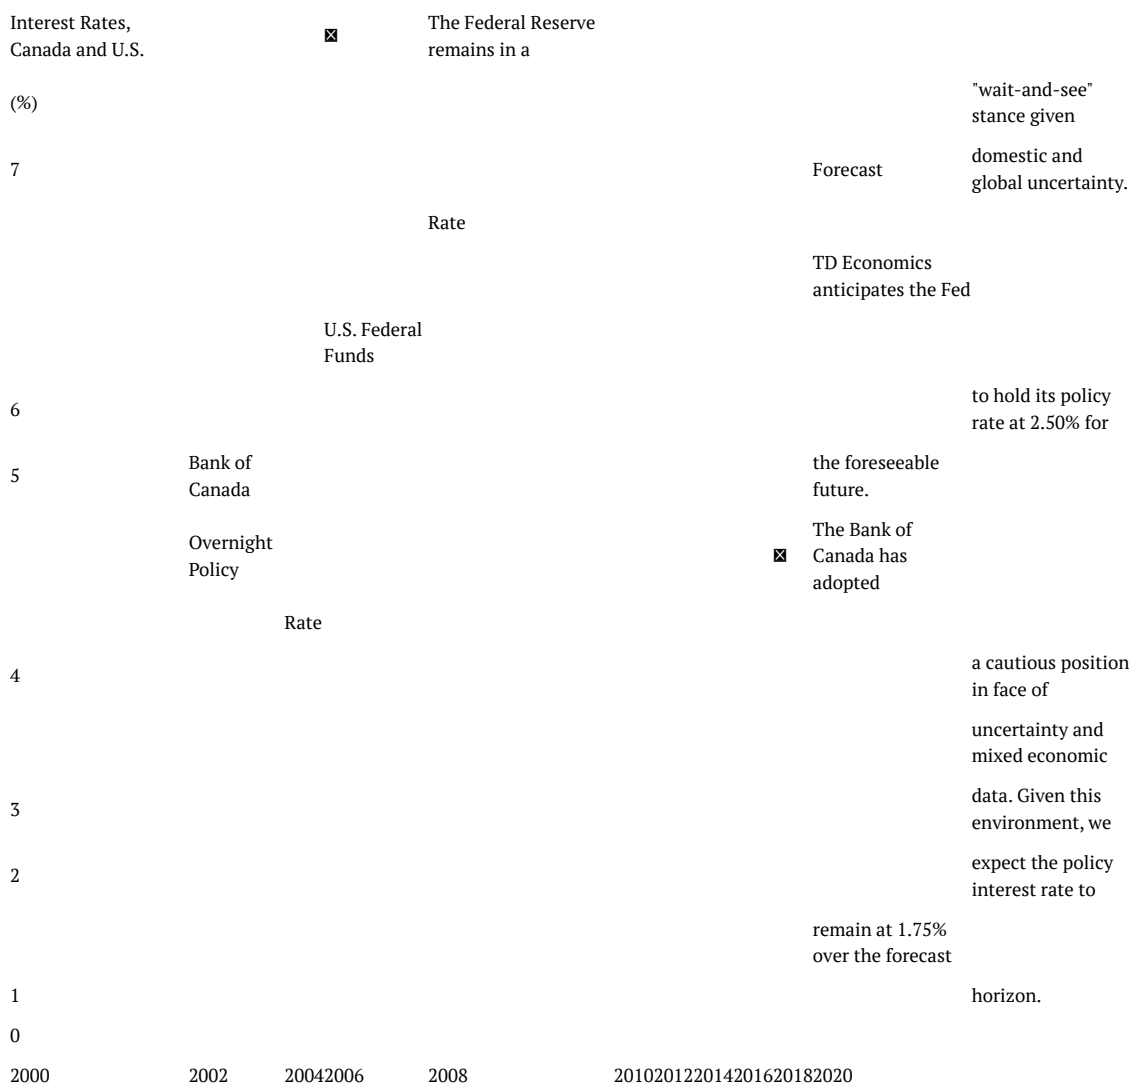 Interest Rates,
Canada and U.S.
☒
The Federal Reserve
remains in a
(%)
"wait-and-see"
stance given
7
Forecast
domestic and
global uncertainty.
Rate
TD Economics
anticipates the Fed
U.S. Federal
Funds
6
to hold its policy
rate at 2.50% for
5
Bank of
Canada
the foreseeable
future.
Overnight
Policy
☒
The Bank of
Canada has
adopted
Rate
4
a cautious position
in face of
uncertainty and
mixed economic
3
data. Given this
environment, we
2
expect the policy
interest rate to
remain at 1.75%
over the forecast
1
horizon.
0
2000 2002 20042006 2008 201020122014201620182020